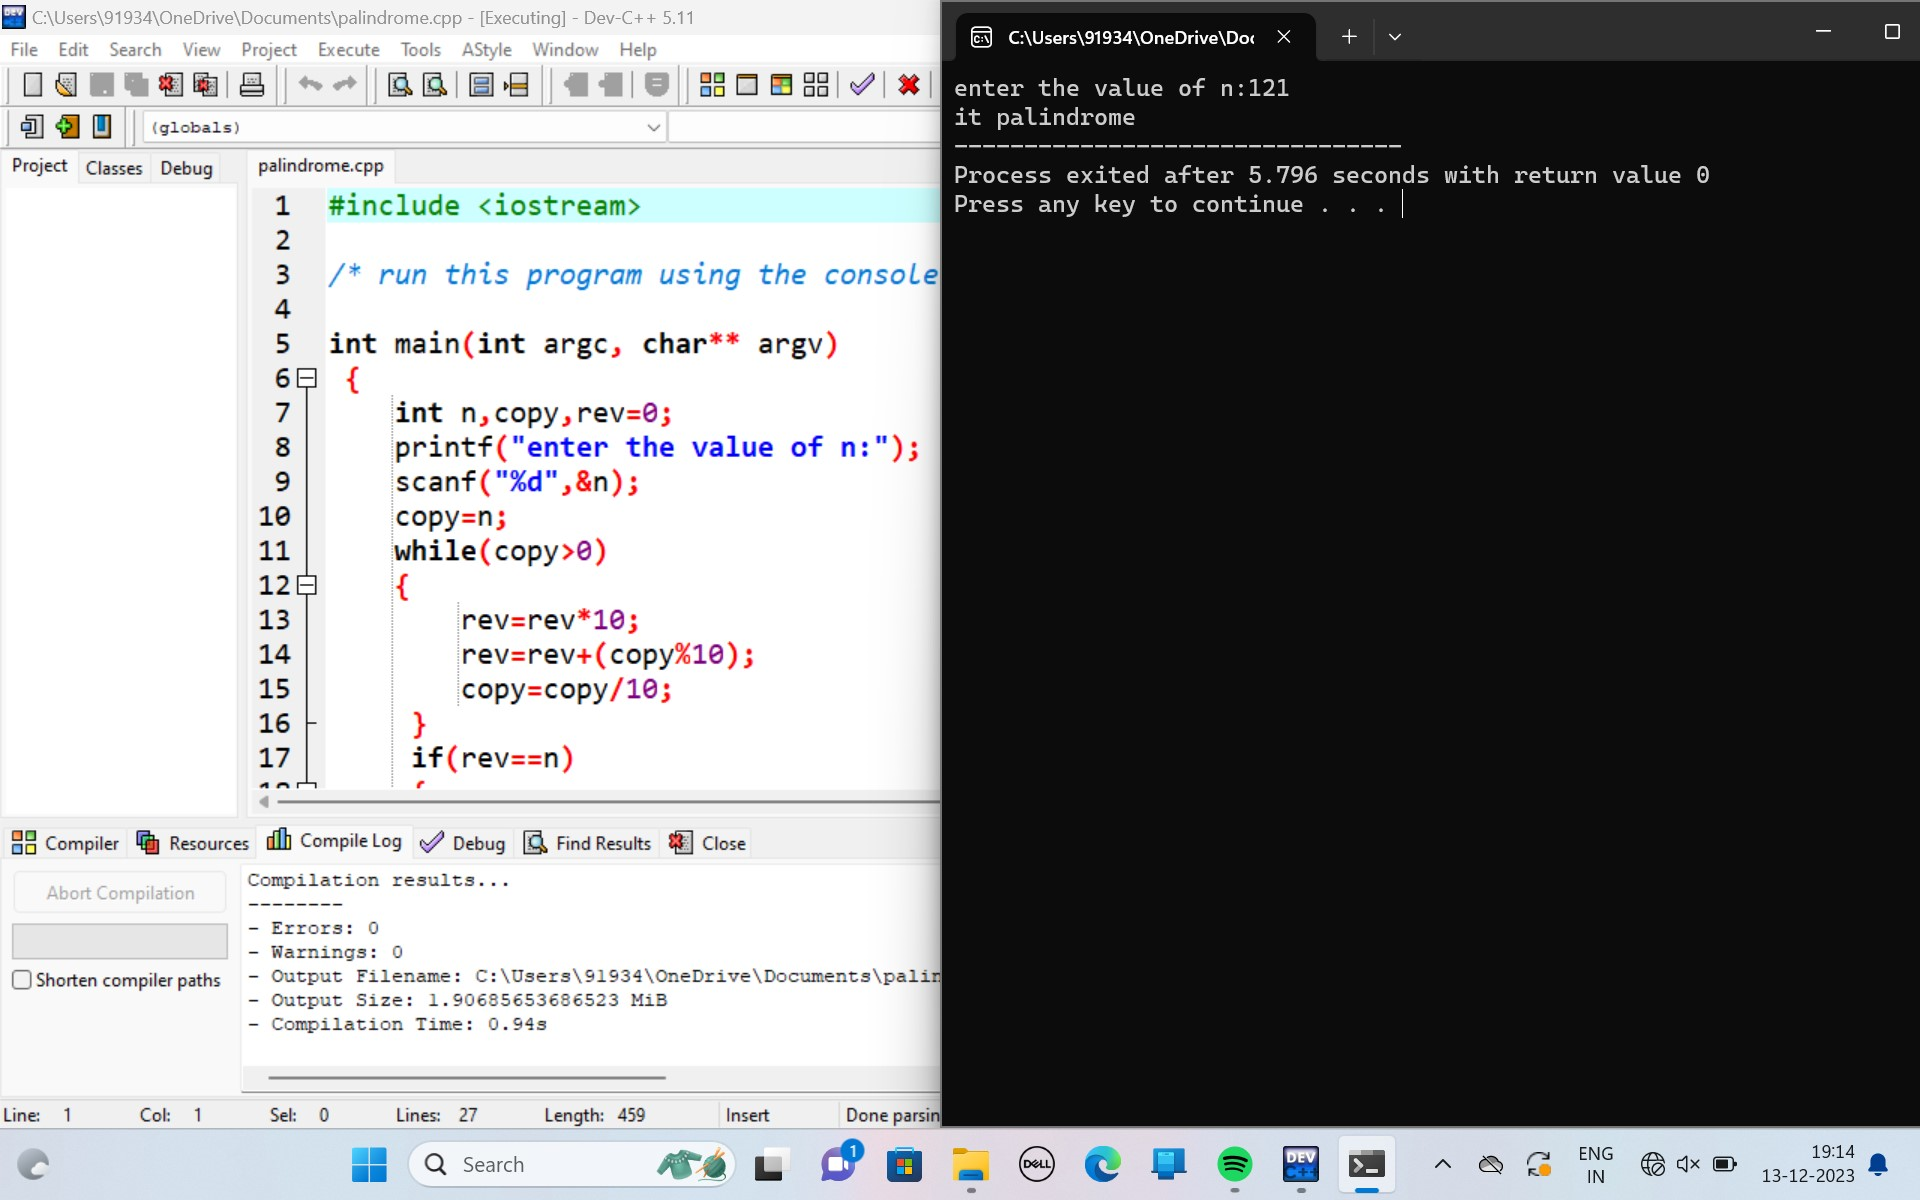 C:\Users\91934\OneDrive\Documents\palindrome.cpp - [Executing] - Dev-C++ 5.11
File Edit Search View Project Execute Tools AStyle Window Help
(globals)
Project Classes Debug
palindrome.cpp
1 #include <iostream>
2
3 /* run this program using the console
4
5 int main(int argc, char** argv)
6 {
7 int n,copy,rev=0;
8 printf("enter the value of n:");
9 scanf("%d",&n);
10 copy=n;
11 while(copy>0)
12 {
13 rev=rev*10;
14 rev=rev+(copy%10);
15 copy=copy/10;
16 }
17 if(rev==n)
Compiler Resources Compile Log Debug Find Results Close
Abort Compilation
Shorten compiler paths
Compilation results...
--------
- Errors: 0
- Warnings: 0
- Output Filename: C:\Users\91934\OneDrive\Documents\palin
- Output Size: 1.90685653686523 MiB
- Compilation Time: 0.94s
Line: 1 Col: 1 Sel: 0 Lines: 27 Length: 459 Insert Done parsin
C:\Users\91934\OneDrive\Doc
enter the value of n:121
it palindrome
--------------------------------
Process exited after 5.796 seconds with return value 0
Press any key to continue . . .
Search
1
DELL
DEV
C++
ENG
IN
19:14
13-12-2023